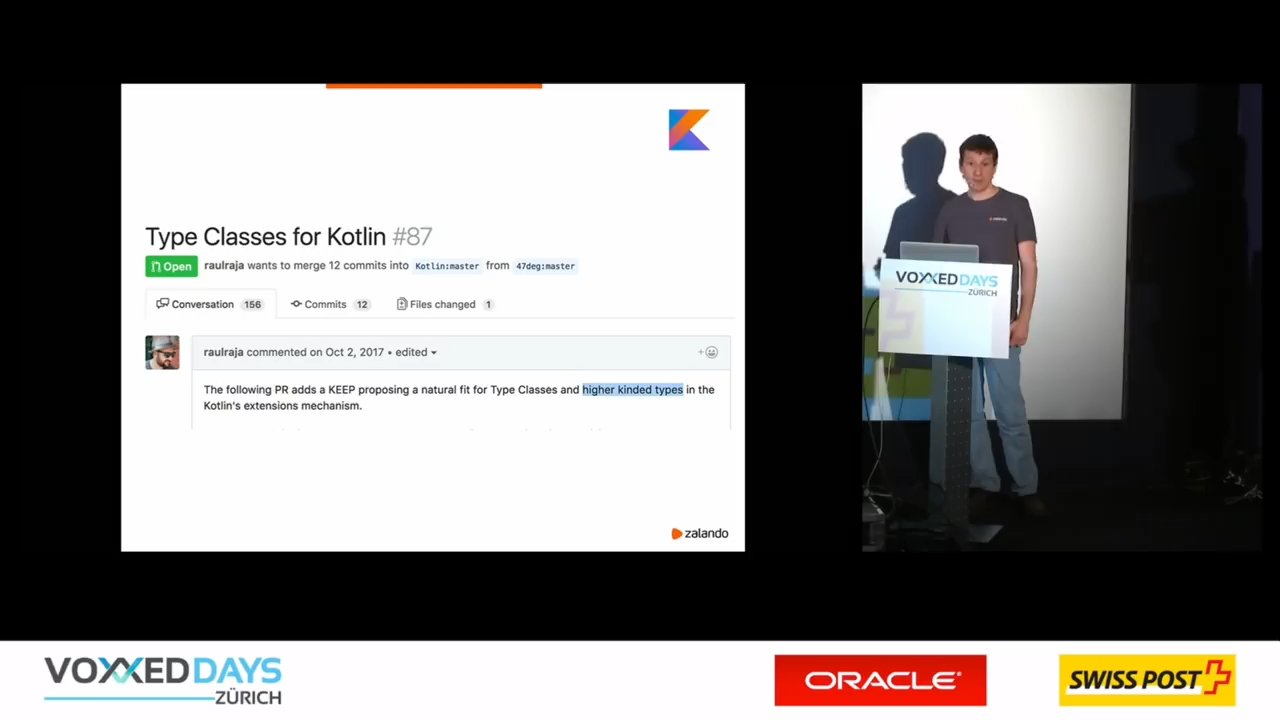 Type Classes for Kotlin #87
Open raulraja wants to merge 12 commits into Kotlin:master from 47deg:master
Conversation 156 Commits 12 Files changed 1
raulraja commented on Oct 2, 2017 • edited
The following PR adds a KEEP proposing a natural fit for Type Classes and higher kinded types in the
Kotlin's extensions mechanism.
zalando
zalando
VOXXED DAYS
ZÜRICH
VOXXED DAYS
ZÜRICH
ORACLE®
SWISS POST